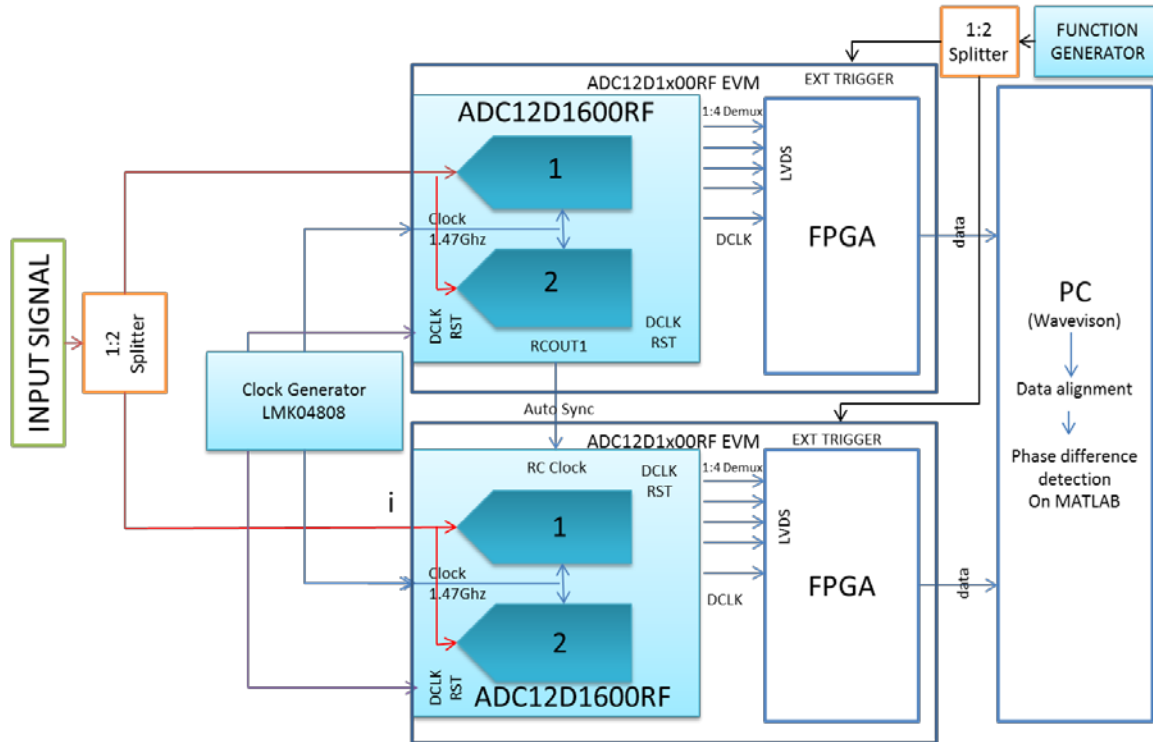 1:2
Splitter
FUNCTION
GENERATOR
ADC12D1x00RF EVM
EXT TRIGGER
ADC12D1600RF
1:4 Demux
1
LVDS
Clock
1.47Ghz
DCLK
FPGA
data
2
DCLK
RST
DCLK
RST
RCOUT1
INPUT SIGNAL
1:2
Splitter
Clock Generator
LMK04808
PC
(Wavevison)
Data alignment
Phase difference
detection
On MATLAB
Auto Sync
ADC12D1x00RF EVM
EXT TRIGGER
RC Clock
DCLK
RST
1:4 Demux
i
1
LVDS
Clock
1.47Ghz
DCLK
FPGA
data
2
DCLK
RST
ADC12D1600RF